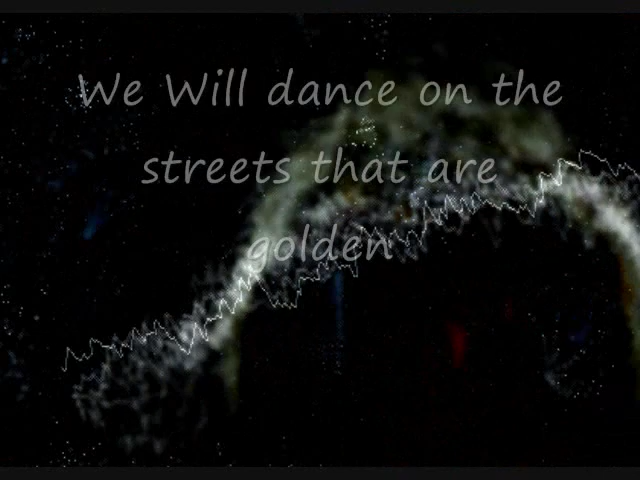 We Will dance on the
streets that are
golden